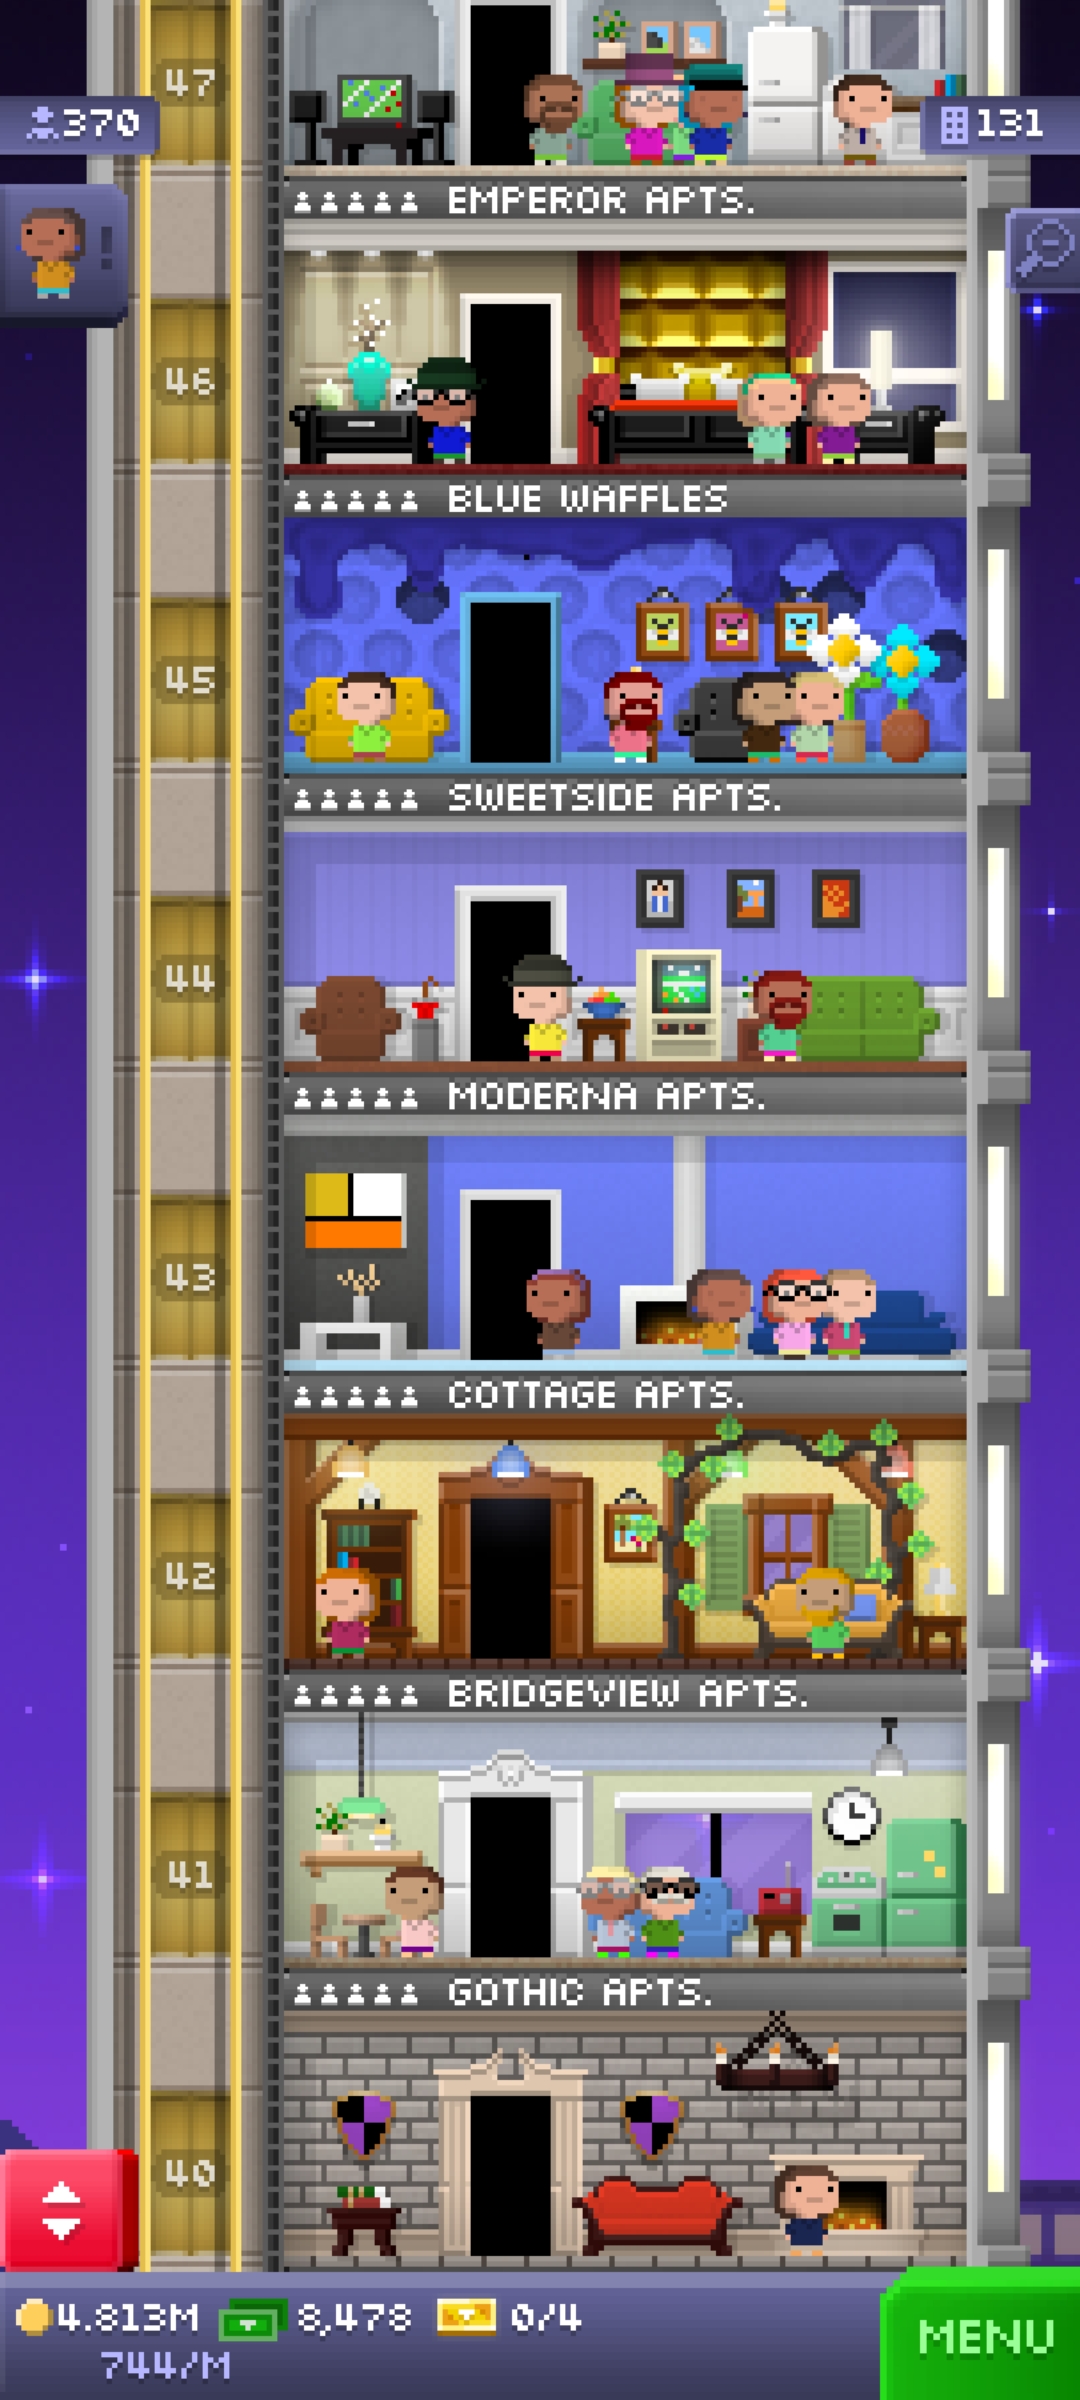 47
370
131
EMPEROR APTS.
!
46
BLUE WAFFLES
45
SWEETSIDE APTS.
44
MODERNA APTS.
43
COTTAGE APTS.
42
BRIDGEVIEW APTS.
41
GOTHIC APTS.
40
4.813M 8,478 0/4
744/M
MENU